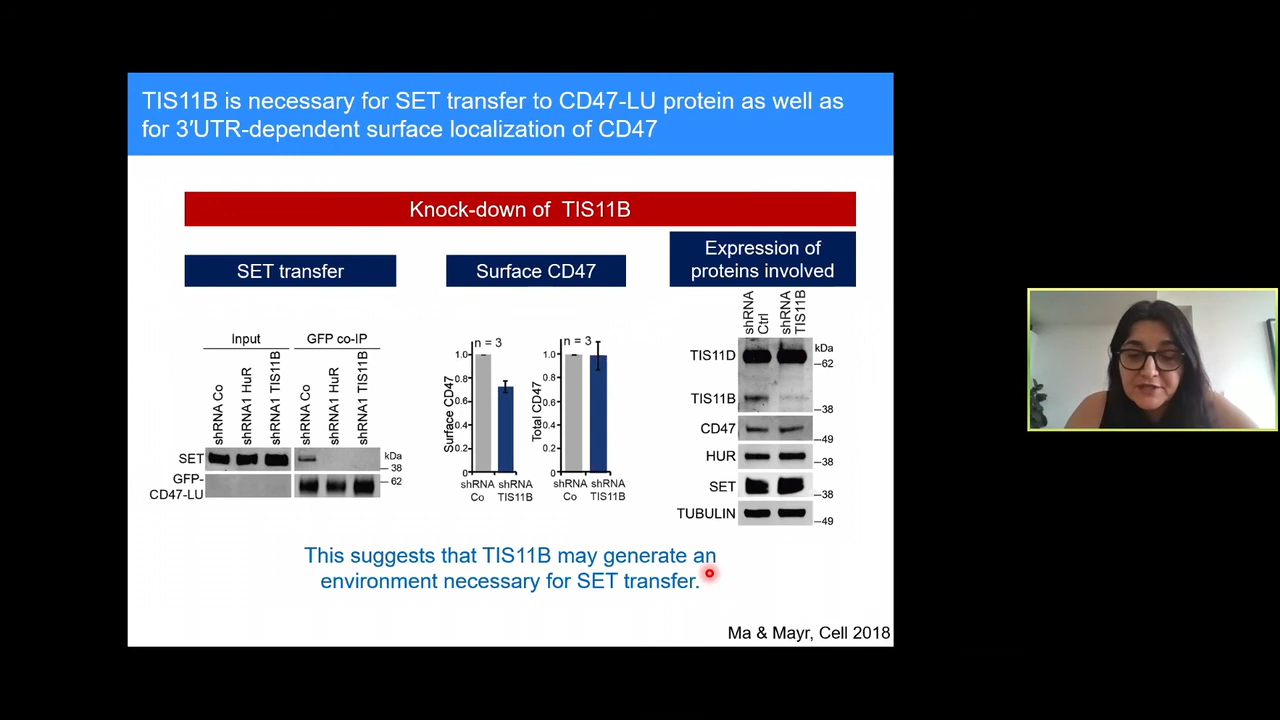 TIS11B is necessary for SET transfer to CD47-LU protein as well as
for 3′UTR-dependent surface localization of CD47
Knock-down of TIS11B
SET transfer
Surface CD47
Expression of
proteins involved
Input
GFP co-IP
shRNA Co
shRNA1 HuR
shRNA1 TIS11B
shRNA Co
shRNA1 HuR
shRNA1 TIS11B
SET
GFP-
CD47-LU
kDa
38
62
n = 3
Surface CD47
1.0
0.8
0.6
0.4
0.2
0
shRNA
Co
shRNA
TIS11B
n = 3
Total CD47
1.0
0.8
0.6
0.4
0.2
0
shRNA
Co
shRNA
TIS11B
shRNA
Ctrl
shRNA
TIS11B
kDa
TIS11D
62
TIS11B
38
CD47
49
HUR
38
SET
38
TUBULIN
49
This suggests that TIS11B may generate an
environment necessary for SET transfer.
Ma & Mayr, Cell 2018